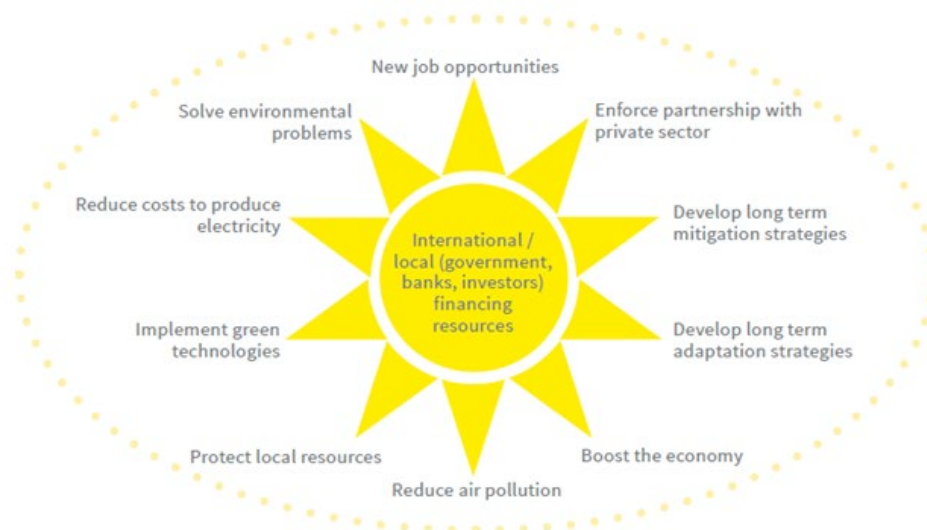 New job opportunities
Solve environmental
problems
Enforce partnership with
private sector
Reduce costs to produce
electricity
Develop long term
mitigation strategies
International /
local (government,
banks, investors)
financing
resources
Implement green
technologies
Develop long term
adaptation strategies
Protect local resources
Boost the economy
Reduce air pollution